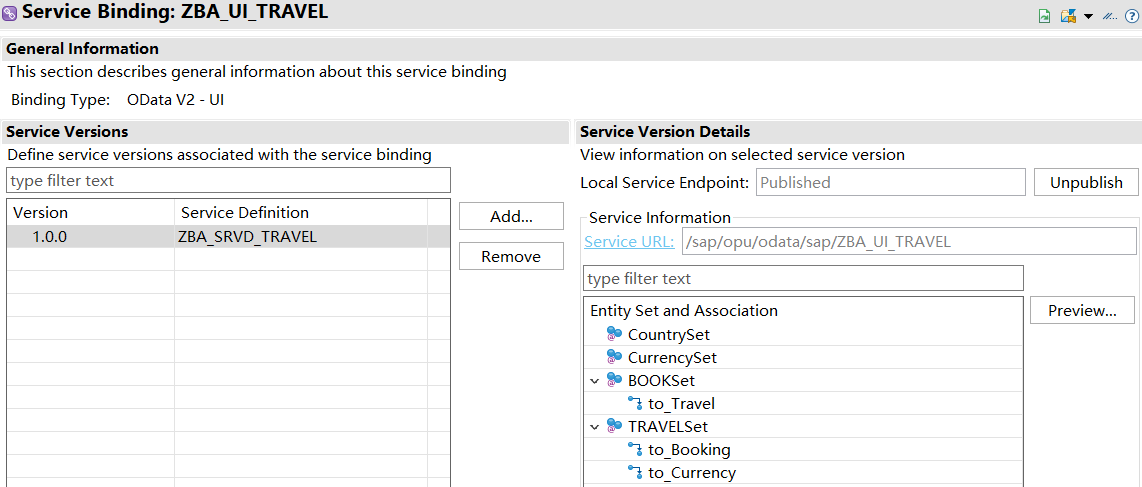 Service Binding: ZBA_UI_TRAVEL
General Information
This section describes general information about this service binding
Binding Type: OData V2 - UI
Service Versions
Define service versions associated with the service binding
type filter text
Version Service Definition
1.0.0 ZBA_SRVD_TRAVEL
Add...
Remove
Service Version Details
View information on selected service version
Local Service Endpoint: Published Unpublish
Service Information
Service URL: /sap/opu/odata/sap/ZBA_UI_TRAVEL
type filter text
Entity Set and Association
Preview...
CountrySet
CurrencySet
BOOKSet
to_Travel
TRAVELSet
to_Booking
to_Currency